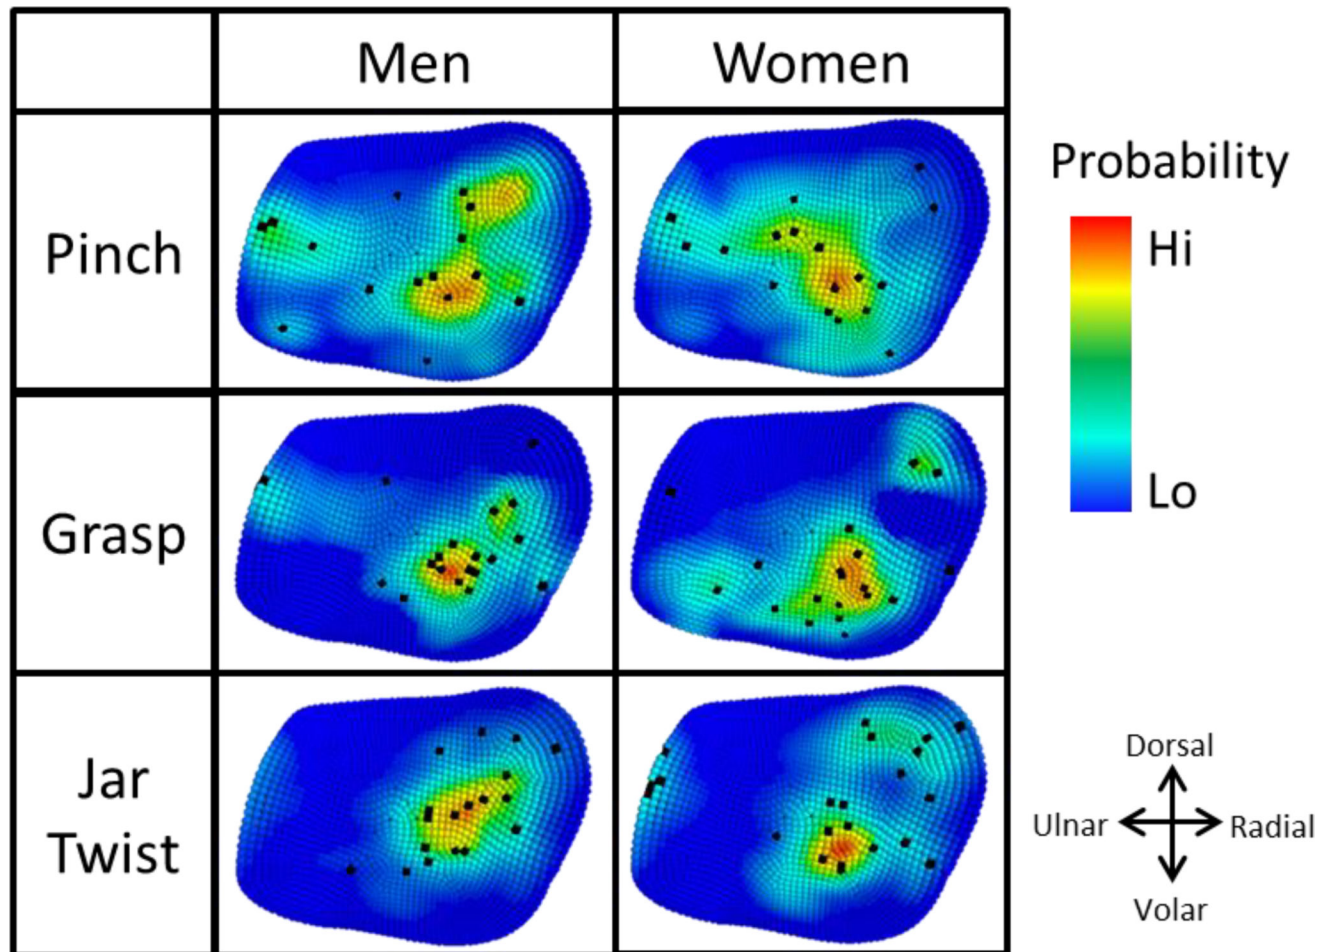 Men
Women
Probability
Hi
Lo
Pinch
Grasp
Jar
Twist
Dorsal
Ulnar
Radial
Volar